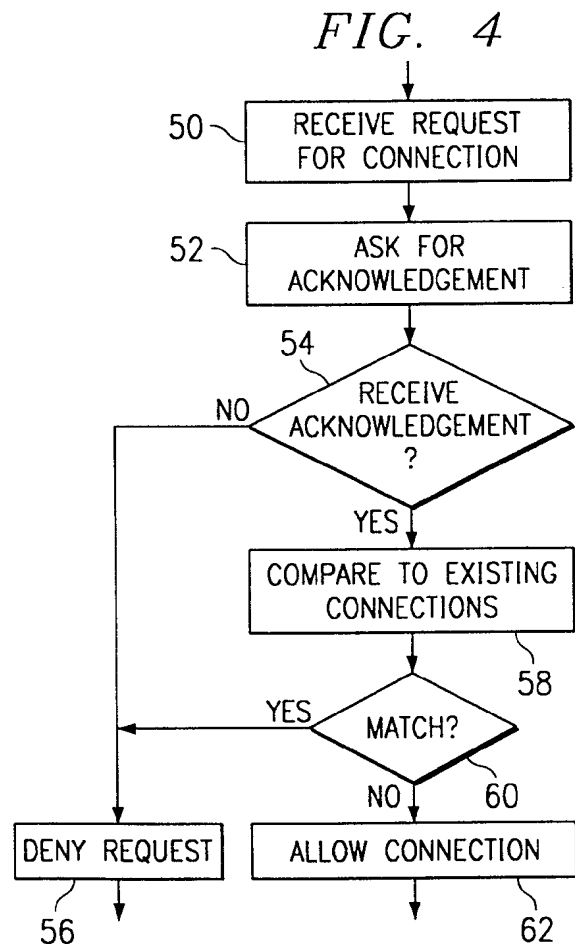 FIG. 4
50
RECEIVE REQUEST
FOR CONNECTION
52
ASK FOR
ACKNOWLEDGEMENT
54
RECEIVE
ACKNOWLEDGEMENT
?
NO
YES
COMPARE TO EXISTING
CONNECTIONS
58
YES
MATCH?
60
NO
DENY REQUEST
56
ALLOW CONNECTION
62